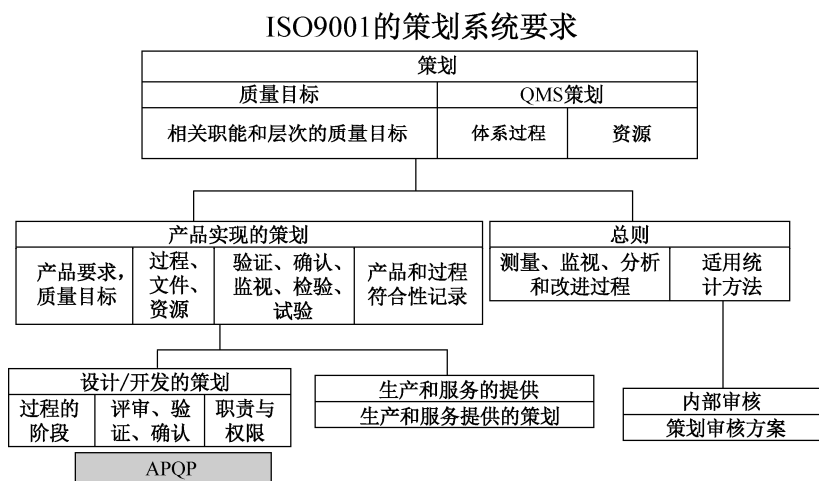 ISO9001的策划系统要求
策划
质量目标
QMS策划
相关职能和层次的质量目标
体系过程
资源
产品实现的策划
产品要求,
质量目标
过程、
文件、
资源
验证、确认、
监视、检验、
试验
产品和过程
符合性记录
总则
测量、监视、分析
和改进过程
适用统
计方法
设计/开发的策划
过程的
阶段
评审、验
证、确认
职责与
权限
APQP
生产和服务的提供
生产和服务提供的策划
内部审核
策划审核方案